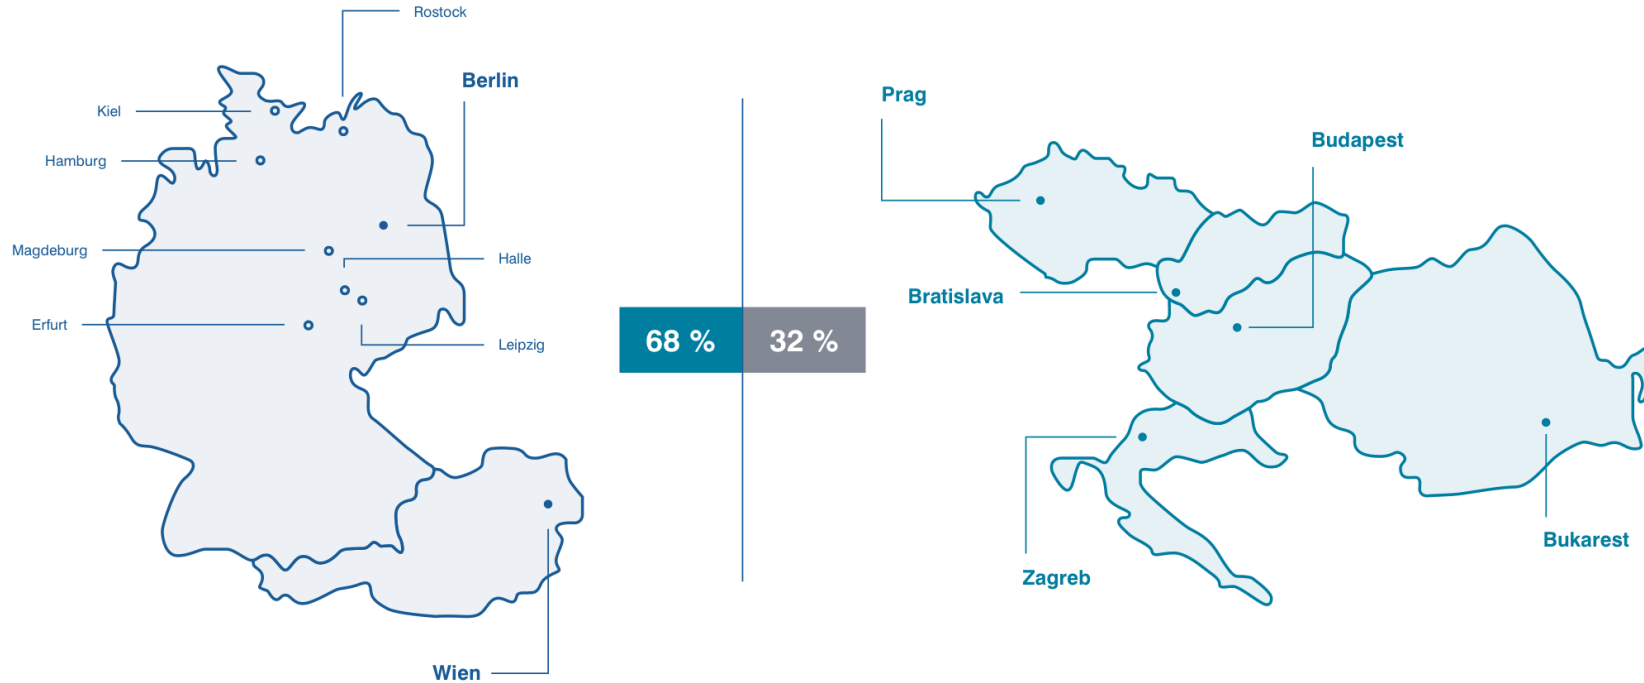 Rostock
Berlin
Kiel
Hamburg
Magdeburg
Halle
Erfurt
Leipzig
Wien
68 %
32 %
Prag
Budapest
Bratislava
Bukarest
Zagreb